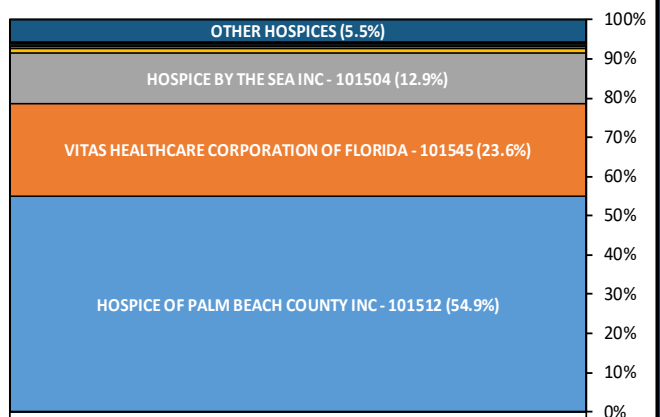 OTHER HOSPICES (5.5%)
HOSPICE BY THE SEA INC - 101504 (12.9%)
VITAS HEALTHCARE CORPORATION OF FLORIDA - 101545 (23.6%)
HOSPICE OF PALM BEACH COUNTY INC - 101512 (54.9%)
100%
90%
80%
70%
60%
50%
40%
30%
20%
10%
0%